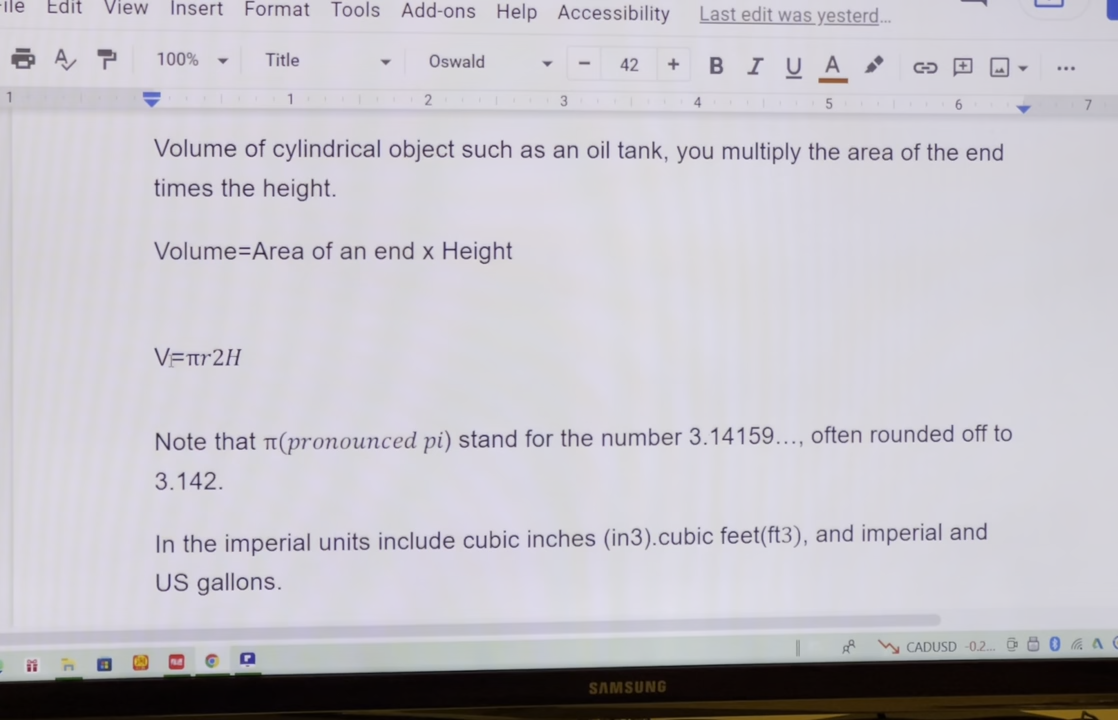 Edit View Insert Format Tools Add-ons Help Accessibility Last edit was yesterd...
100% Title Oswald − 42 + B I U A ...
1 1 2 3 4 5 6 7
Volume of cylindrical object such as an oil tank, you multiply the area of the end
times the height.
Volume=Area of an end x Height
V=πr2H
Note that π(pronounced pi) stand for the number 3.14159..., often rounded off to
3.142.
In the imperial units include cubic inches (in3).cubic feet(ft3), and imperial and
US gallons.
CADUSD -0.2...
SAMSUNG